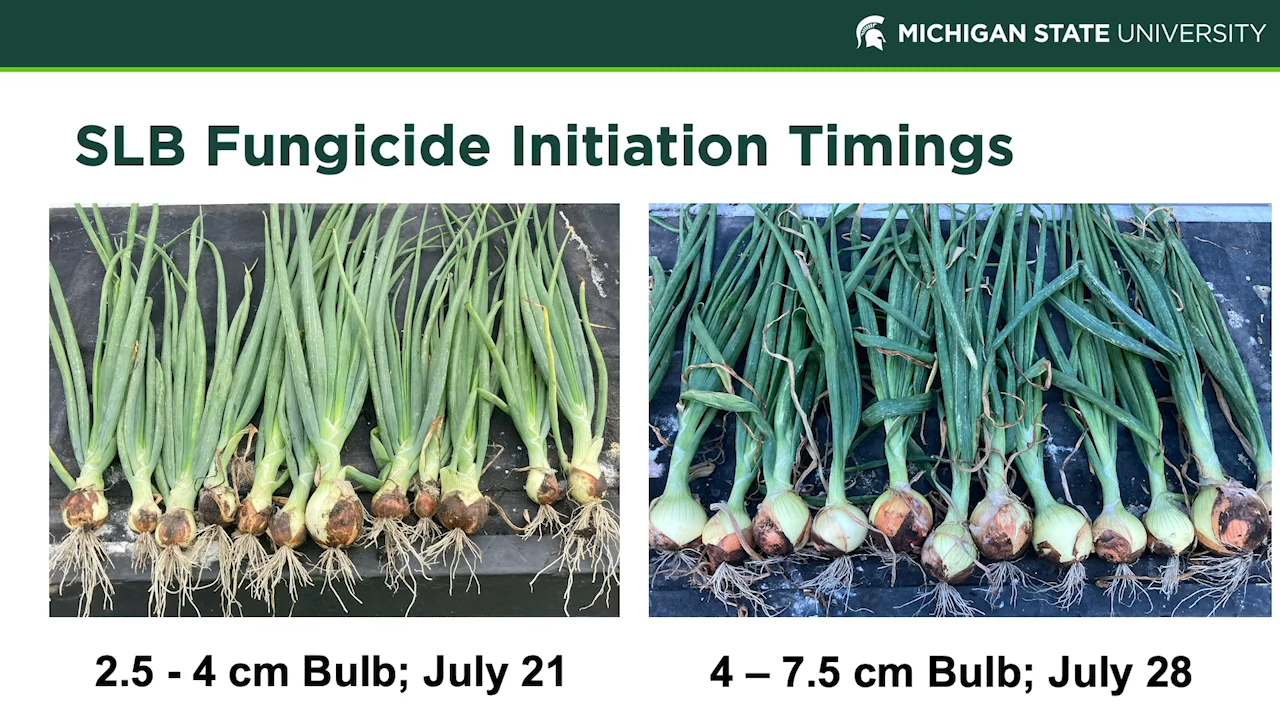 MICHIGAN STATE UNIVERSITY
SLB Fungicide Initiation Timings
2.5 - 4 cm Bulb; July 21
4 – 7.5 cm Bulb; July 28